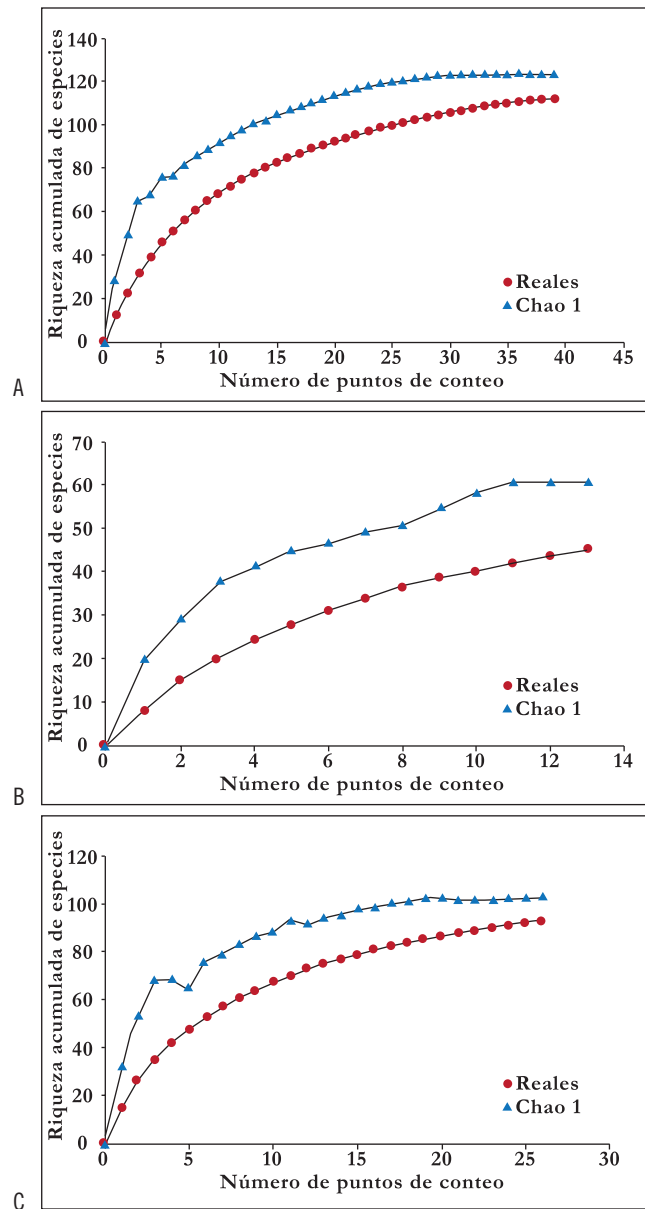 Riqueza acumulada de especies
140
120
100
80
60
40
20
0
Reales
Chao 1
0 5 10 15 20 25 30 35 40 45
Número de puntos de conteo
A
Riqueza acumulada de especies
70
60
50
40
30
20
10
0
Reales
Chao 1
0 2 4 6 8 10 12 14
Número de puntos de conteo
B
Riqueza acumulada de especies
120
100
80
60
40
20
0
Reales
Chao 1
0 5 10 15 20 25 30
Número de puntos de conteo
C